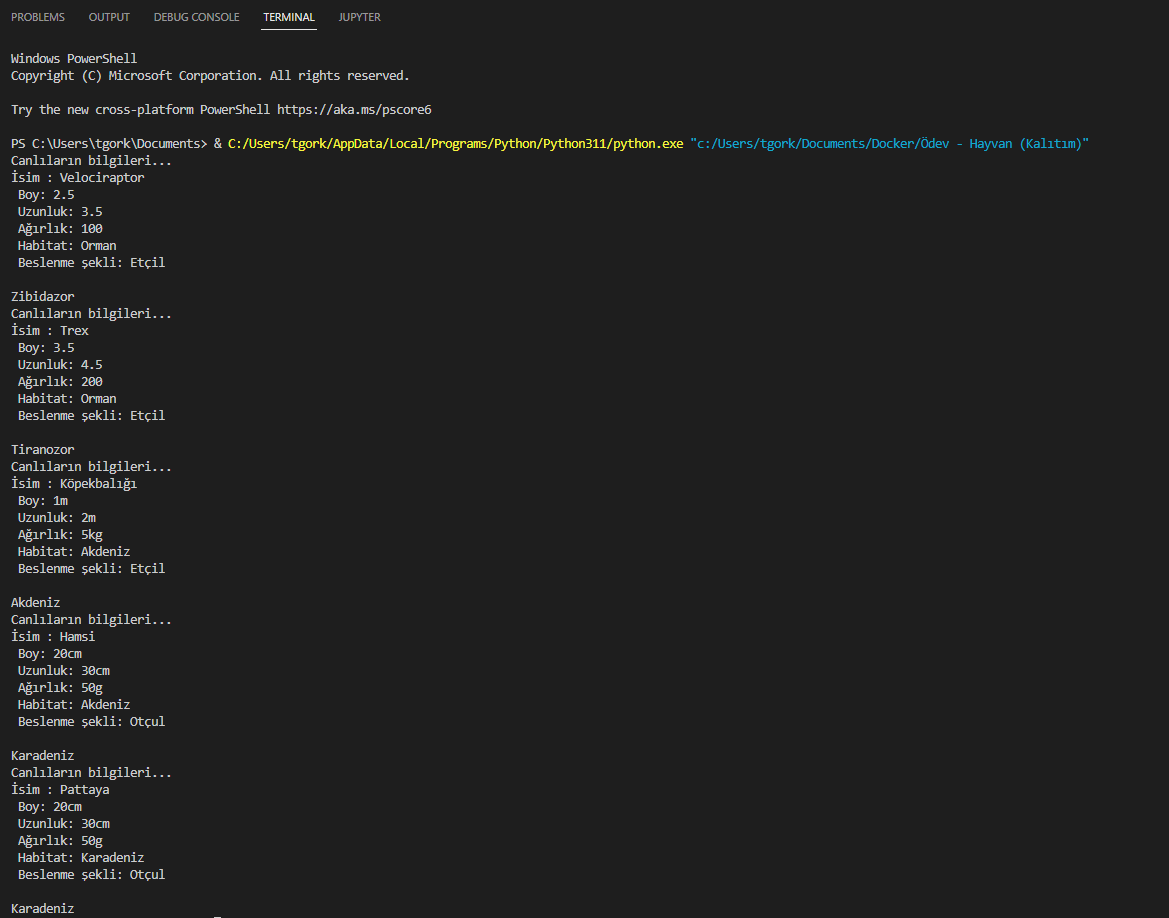 PROBLEMS OUTPUT DEBUG CONSOLE TERMINAL JUPYTER
Windows PowerShell
Copyright (C) Microsoft Corporation. All rights reserved.
Try the new cross-platform PowerShell https://aka.ms/pscore6
PS C:\Users\tgork\Documents> & C:/Users/tgork/AppData/Local/Programs/Python/Python311/python.exe "c:/Users/tgork/Documents/Docker/Ödev - Hayvan (Kalıtım)"
Canlıların bilgileri...
İsim : Velociraptor
Boy: 2.5
Uzunluk: 3.5
Ağırlık: 100
Habitat: Orman
Beslenme şekli: Etçil
Zibidazor
Canlıların bilgileri...
İsim : Trex
Boy: 3.5
Uzunluk: 4.5
Ağırlık: 200
Habitat: Orman
Beslenme şekli: Etçil
Tiranozor
Canlıların bilgileri...
İsim : Köpekbalığı
Boy: 1m
Uzunluk: 2m
Ağırlık: 5kg
Habitat: Akdeniz
Beslenme şekli: Etçil
Akdeniz
Canlıların bilgileri...
İsim : Hamsi
Boy: 20cm
Uzunluk: 30cm
Ağırlık: 50g
Habitat: Akdeniz
Beslenme şekli: Otçul
Karadeniz
Canlıların bilgileri...
İsim : Pattaya
Boy: 20cm
Uzunluk: 30cm
Ağırlık: 50g
Habitat: Karadeniz
Beslenme şekli: Otçul
Karadeniz